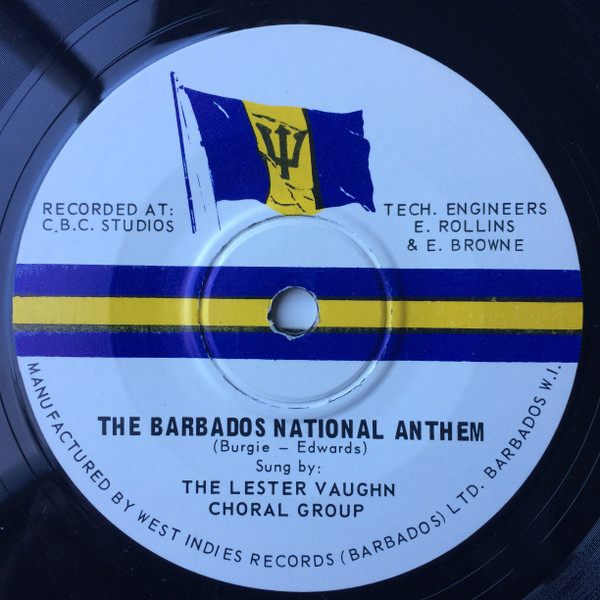 RECORDED AT:
C.B.C. STUDIOS
TECH. ENGINEERS
E. ROLLINS
& E. BROWNE
THE BARBADOS NATIONAL ANTHEM
(Burgie – Edwards)
Sung by:
THE LESTER VAUGHN
CHORAL GROUP
MANUFACTURED BY WEST INDIES RECORDS (BARBADOS) LTD. BARBADOS W.I.